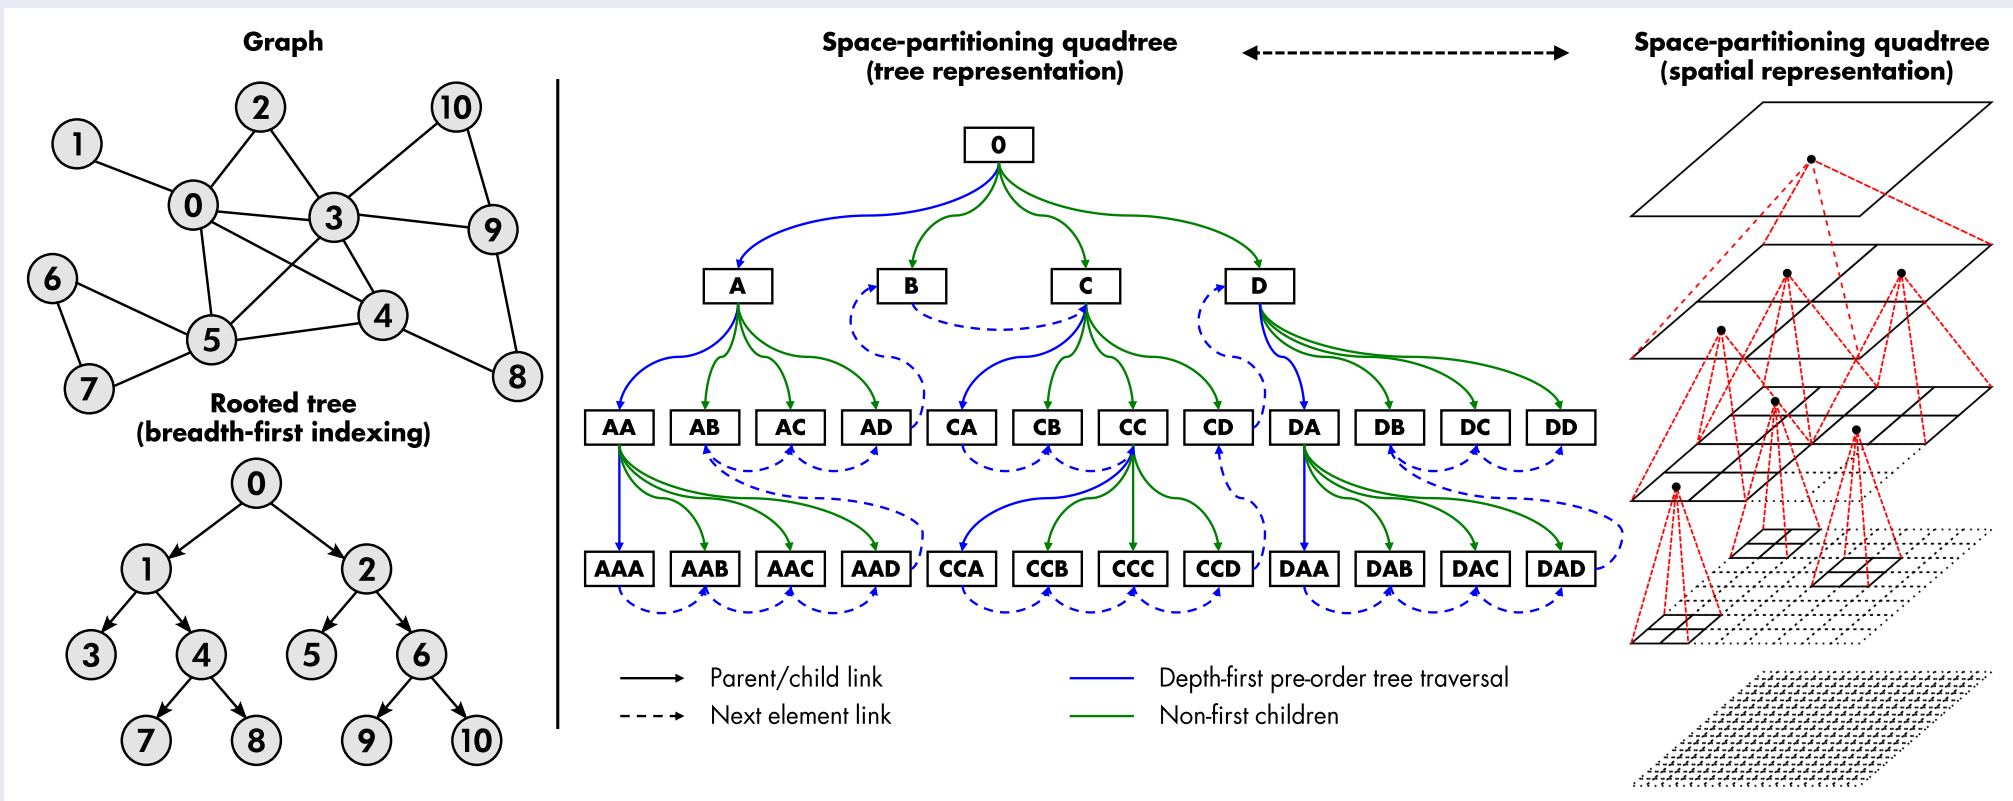 Graph
2
10
1
0
3
9
6
4
5
7
8
Rooted tree
(breadth-first indexing)
0
1
2
3
4
5
6
7
8
9
10
Space-partitioning quadtree
(tree representation)
0
A
B
C
D
AA
AB
AC
AD
CA
CB
CC
CD
DA
DB
DC
DD
AAA
AAB
AAC
AAD
CCA
CCB
CCC
CCD
DAA
DAB
DAC
DAD
Parent/child link
Next element link
Depth-first pre-order tree traversal
Non-first children
Space-partitioning quadtree
(spatial representation)